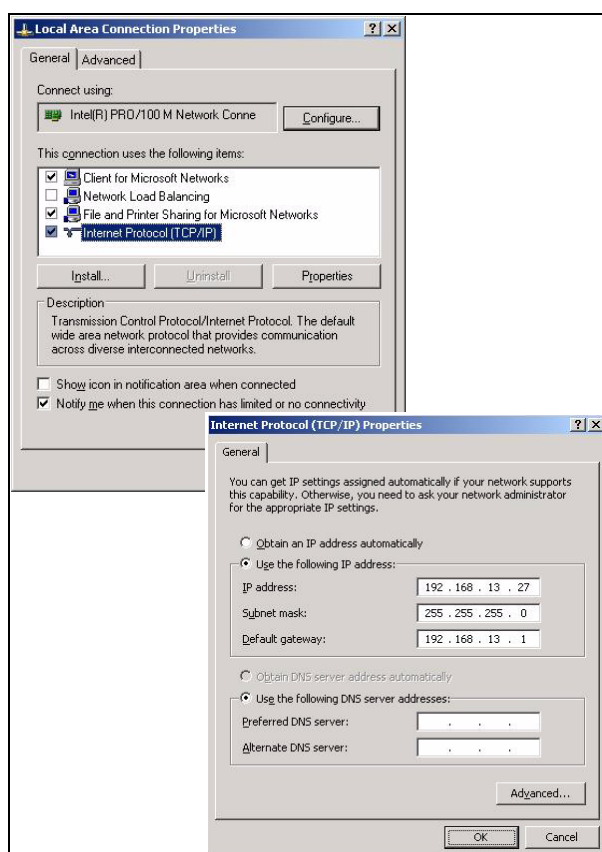 Local Area Connection Properties
General Advanced
Connect using:
Intel(R) PRO/100 M Network Conne Configure...
This connection uses the following items:
Client for Microsoft Networks
Network Load Balancing
File and Printer Sharing for Microsoft Networks
Internet Protocol (TCP/IP)
Install... Uninstall Properties
Description
Transmission Control Protocol/Internet Protocol. The default
wide area network protocol that provides communication
across diverse interconnected networks.
Show icon in notification area when connected
Notify me when this connection has limited or no connectivity
Internet Protocol (TCP/IP) Properties
General
You can get IP settings assigned automatically if your network supports
this capability. Otherwise, you need to ask your network administrator
for the appropriate IP settings.
Obtain an IP address automatically
Use the following IP address:
IP address: 192 . 168 . 13 . 27
Subnet mask: 255 . 255 . 255 . 0
Default gateway: 192 . 168 . 13 . 1
Obtain DNS server address automatically
Use the following DNS server addresses:
Preferred DNS server: . . .
Alternate DNS server: . . .
Advanced...
OK Cancel